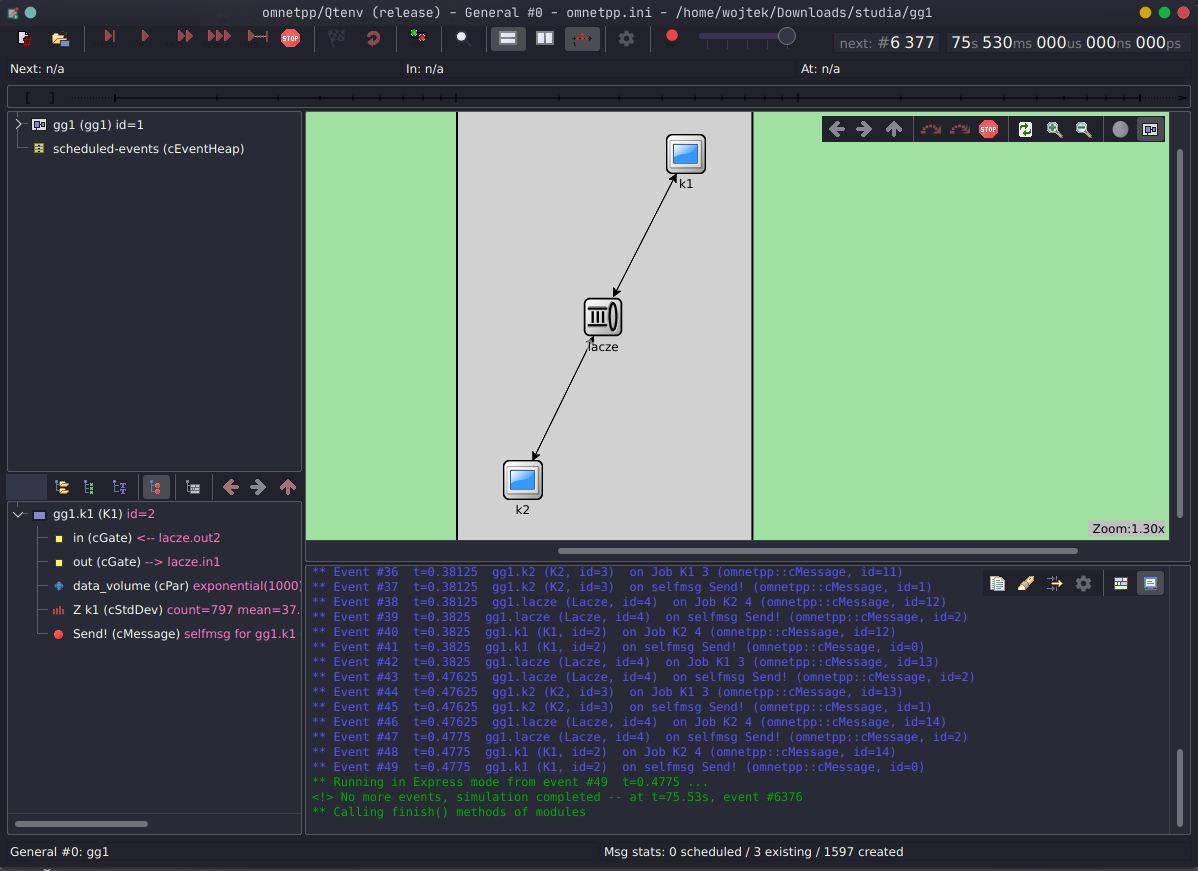 omnetpp/Qtenv (release) - General #0 - omnetpp.ini - /home/wojtek/Downloads/studia/gg1
STOP
next: #6 377 75s 530ms 000us 000ns 000ps
Next: n/a In: n/a At: n/a
gg1 (gg1) id=1
scheduled-events (cEventHeap)
STOP
k1
lacze
k2
Zoom:1.30x
gg1.k1 (K1) id=2
in (cGate) <-- lacze.out2
out (cGate) --> lacze.in1
data_volume (cPar) exponential(1000)
Z k1 (cStdDev) count=797 mean=37.
Send! (cMessage) selfmsg for gg1.k1
** Event #36 t=0.38125 gg1.k2 (K2, id=3) on Job K1 3 (omnetpp::cMessage, id=11)
** Event #37 t=0.38125 gg1.k2 (K2, id=3) on selfmsg Send! (omnetpp::cMessage, id=1)
** Event #38 t=0.38125 gg1.lacze (Lacze, id=4) on Job K2 4 (omnetpp::cMessage, id=12)
** Event #39 t=0.3825 gg1.lacze (Lacze, id=4) on selfmsg Send! (omnetpp::cMessage, id=2)
** Event #40 t=0.3825 gg1.k1 (K1, id=2) on Job K2 4 (omnetpp::cMessage, id=12)
** Event #41 t=0.3825 gg1.k1 (K1, id=2) on selfmsg Send! (omnetpp::cMessage, id=0)
** Event #42 t=0.3825 gg1.lacze (Lacze, id=4) on Job K1 3 (omnetpp::cMessage, id=13)
** Event #43 t=0.47625 gg1.lacze (Lacze, id=4) on selfmsg Send! (omnetpp::cMessage, id=2)
** Event #44 t=0.47625 gg1.k2 (K2, id=3) on Job K1 3 (omnetpp::cMessage, id=13)
** Event #45 t=0.47625 gg1.k2 (K2, id=3) on selfmsg Send! (omnetpp::cMessage, id=1)
** Event #46 t=0.47625 gg1.lacze (Lacze, id=4) on Job K2 4 (omnetpp::cMessage, id=14)
** Event #47 t=0.4775 gg1.lacze (Lacze, id=4) on selfmsg Send! (omnetpp::cMessage, id=2)
** Event #48 t=0.4775 gg1.k1 (K1, id=2) on Job K2 4 (omnetpp::cMessage, id=14)
** Event #49 t=0.4775 gg1.k1 (K1, id=2) on selfmsg Send! (omnetpp::cMessage, id=0)
** Running in Express mode from event #49 t=0.4775 ...
<!> No more events, simulation completed -- at t=75.53s, event #6376
** Calling finish() methods of modules
General #0: gg1 Msg stats: 0 scheduled / 3 existing / 1597 created